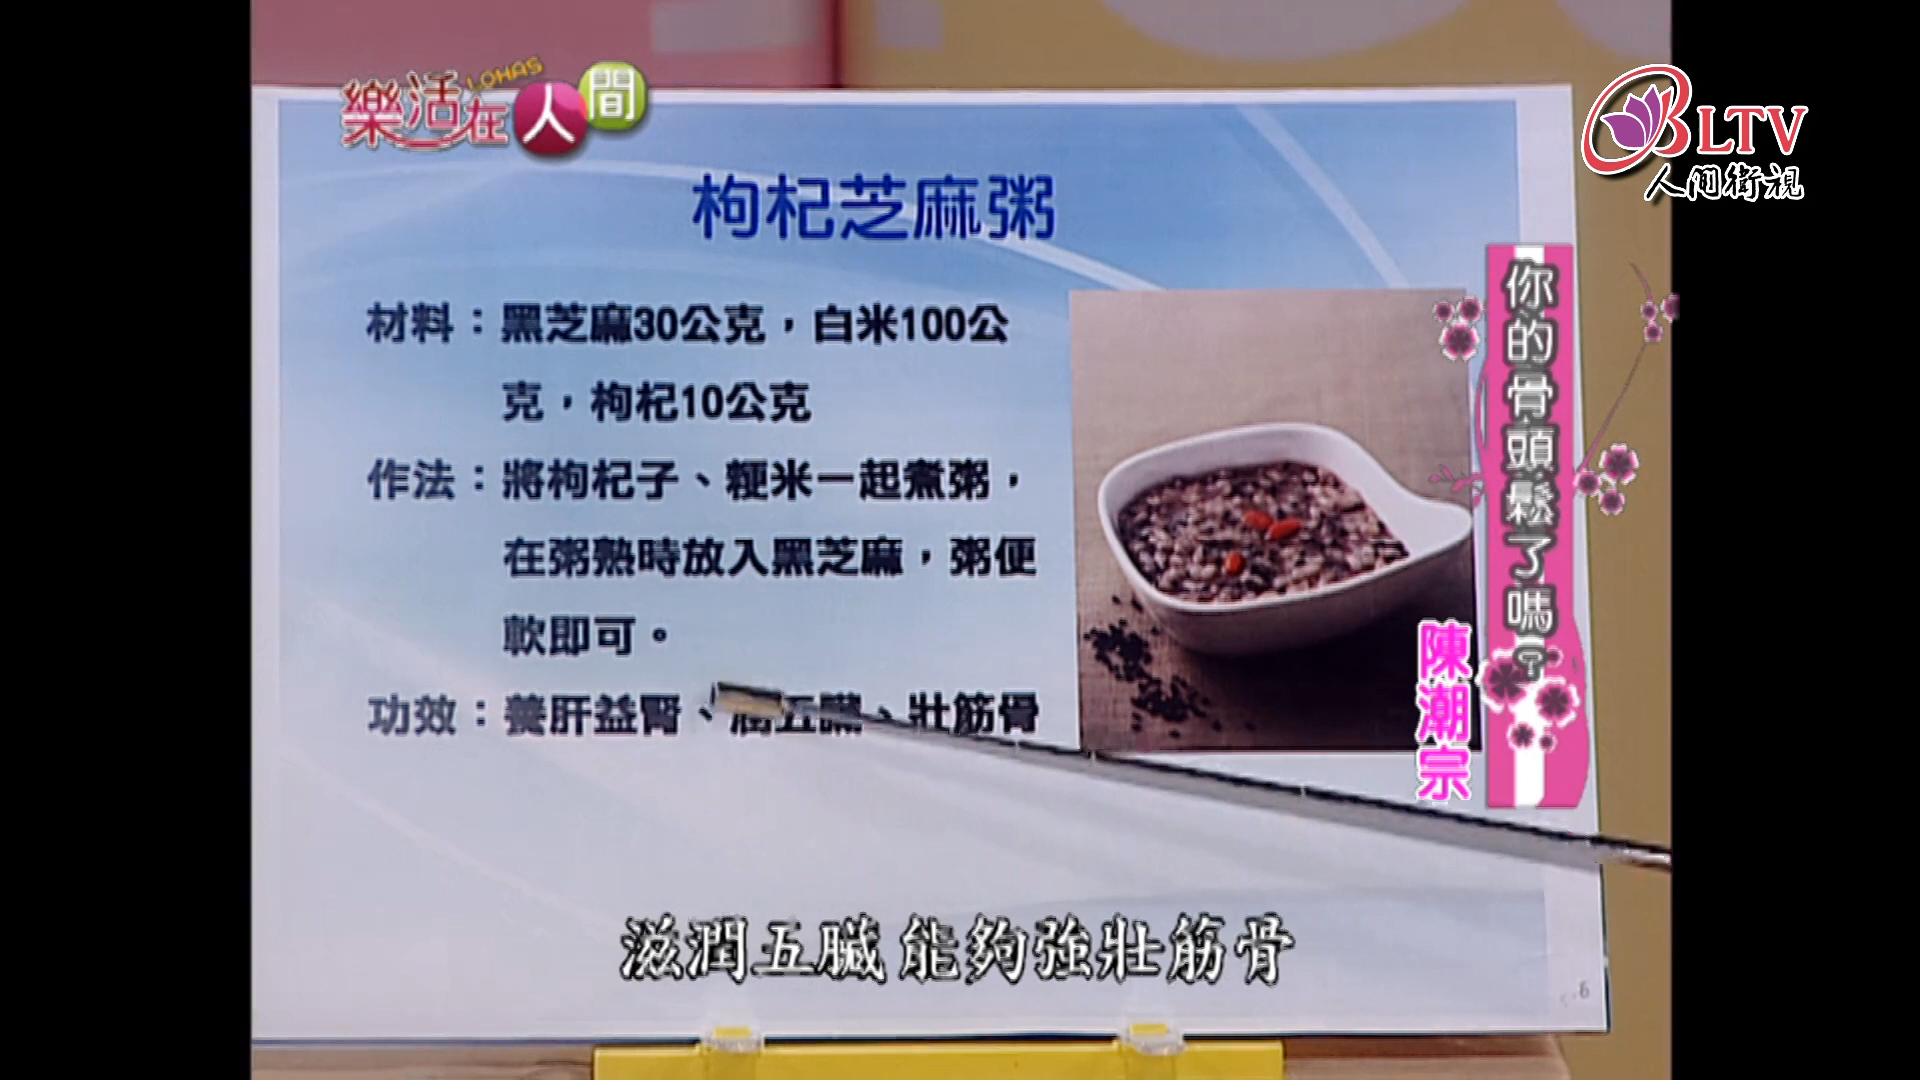 樂活在人間
LOHAS
BLTV
人間衛視
枸杞芝麻粥
材料：黑芝麻30公克，白米100公
克，枸杞10公克
作法：將枸杞子、粳米一起煮粥，
在粥熟時放入黑芝麻，粥便
軟即可。
功效：養肝益腎、潤五臟、壯筋骨
你的骨頭鬆了嗎？
陳潮宗
滋潤五臟 能夠強壯筋骨